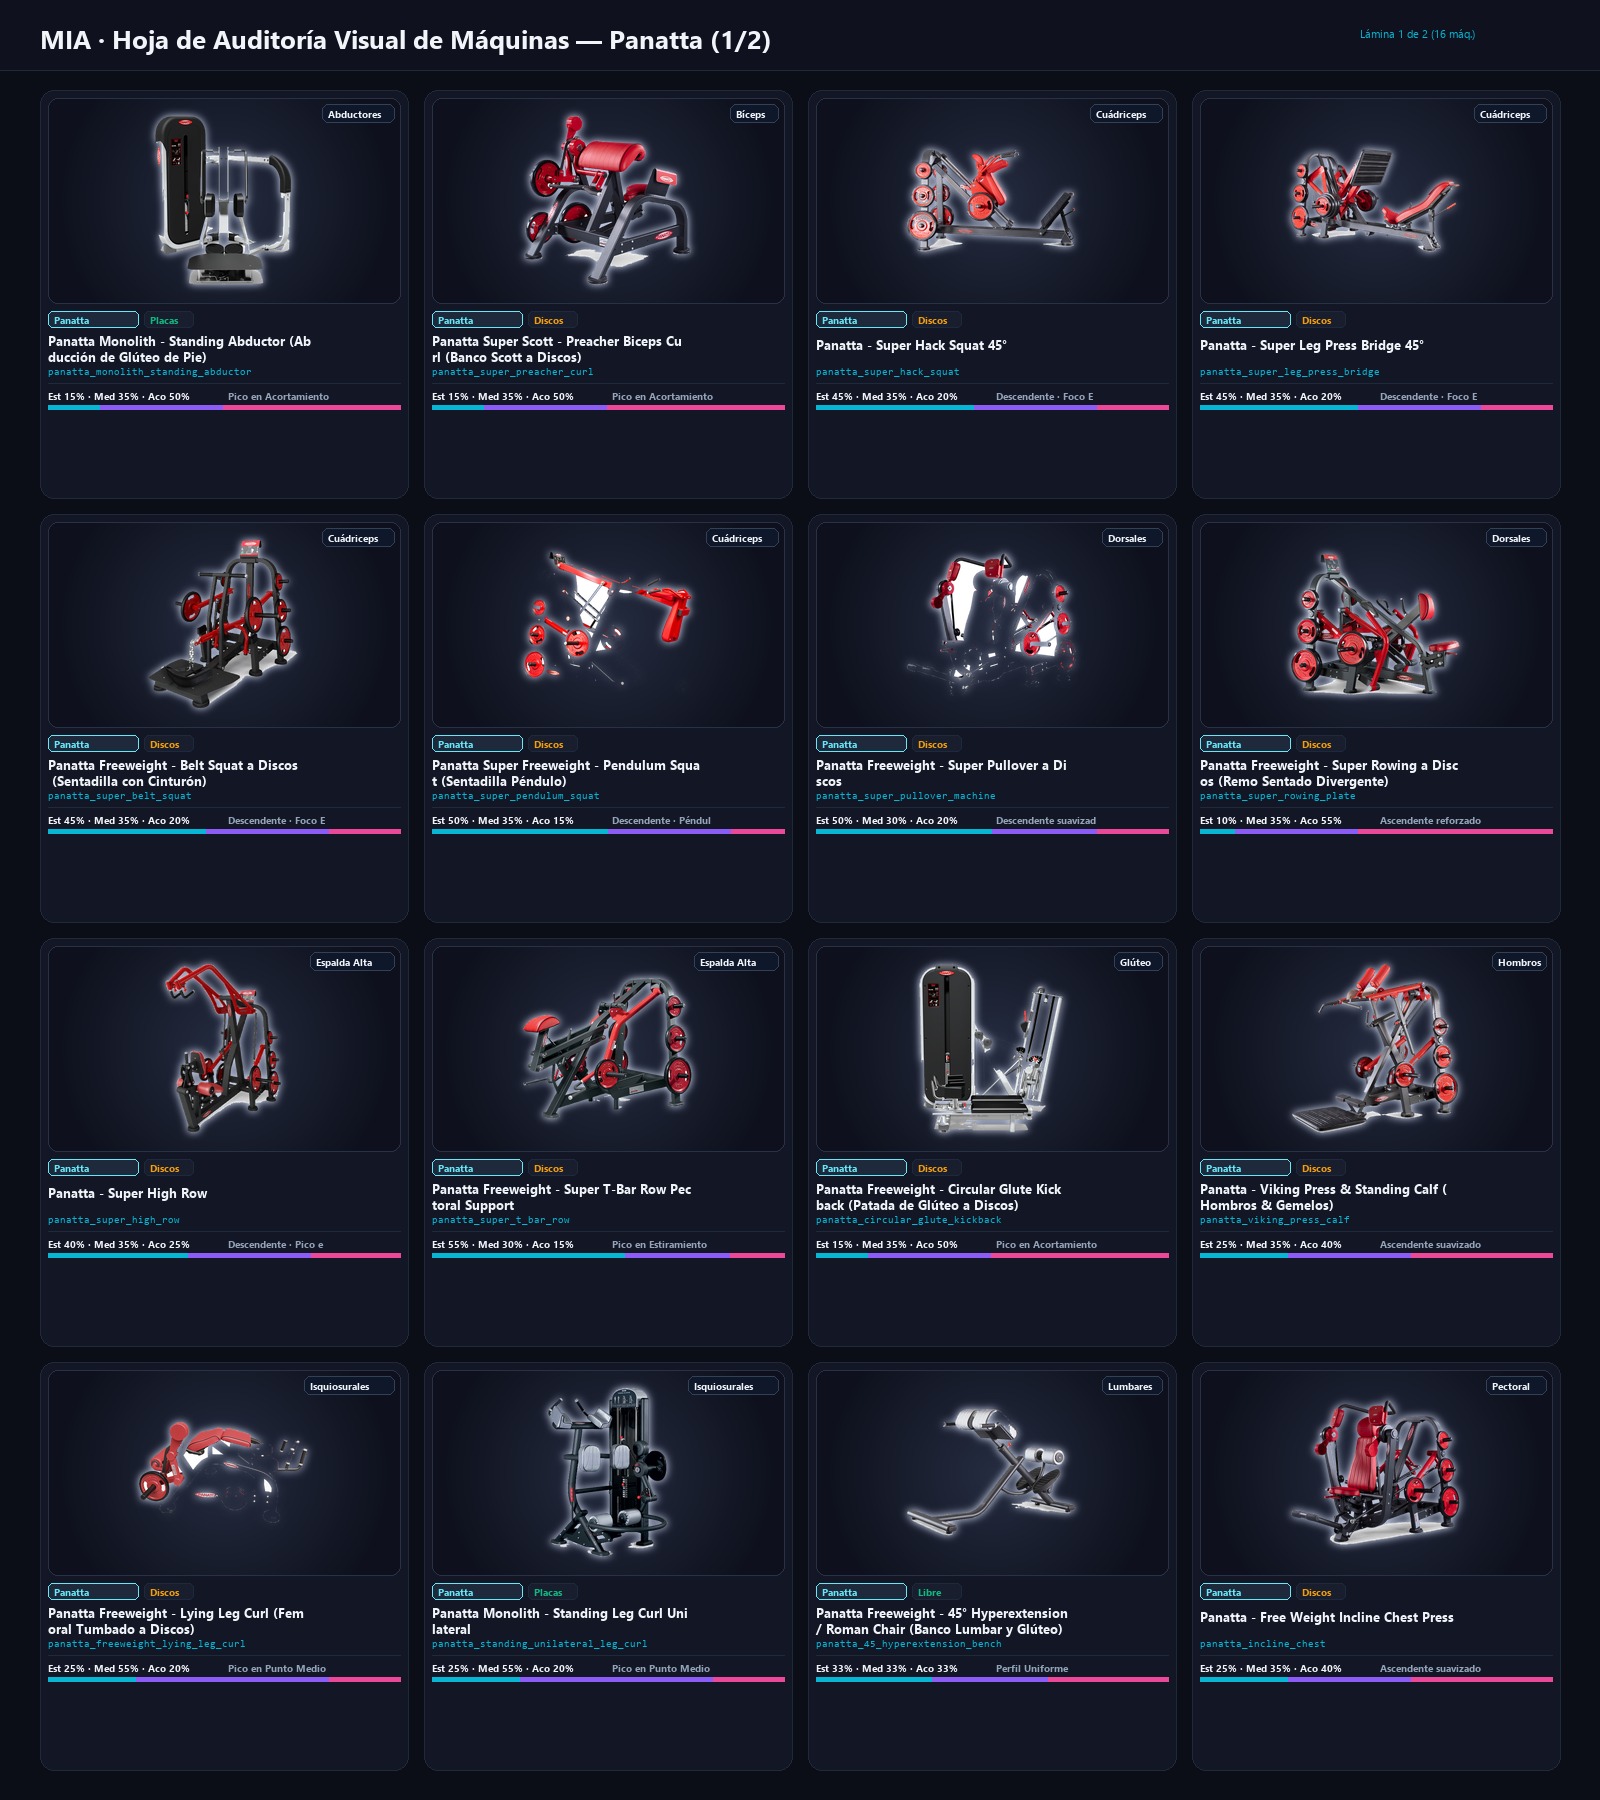 MIA · Hoja de Auditoría Visual de Máquinas — Panatta (1/2)
Lámina 1 de 2 (16 máq.)
Abductores
Panatta
Placas
Panatta Monolith - Standing Abductor (Ab
ducción de Glúteo de Pie)
panatta_monolith_standing_abductor
Est 15% · Med 35% · Aco 50%
Pico en Acortamiento
Bíceps
Panatta
Discos
Panatta Super Scott - Preacher Biceps Cu
rl (Banco Scott a Discos)
panatta_super_preacher_curl
Est 15% · Med 35% · Aco 50%
Pico en Acortamiento
Cuádriceps
Panatta
Discos
Panatta - Super Hack Squat 45°
panatta_super_hack_squat
Est 45% · Med 35% · Aco 20%
Descendente · Foco E
Cuádriceps
Panatta
Discos
Panatta - Super Leg Press Bridge 45°
panatta_super_leg_press_bridge
Est 45% · Med 35% · Aco 20%
Descendente · Foco E
Cuádriceps
Panatta
Discos
Panatta Freeweight - Belt Squat a Discos
(Sentadilla con Cinturón)
panatta_super_belt_squat
Est 45% · Med 35% · Aco 20%
Descendente · Foco E
Cuádriceps
Panatta
Discos
Panatta Super Freeweight - Pendulum Squa
t (Sentadilla Péndulo)
panatta_super_pendulum_squat
Est 50% · Med 35% · Aco 15%
Descendente · Péndul
Dorsales
Panatta
Discos
Panatta Freeweight - Super Pullover a Di
scos
panatta_super_pullover_machine
Est 50% · Med 30% · Aco 20%
Descendente suavizad
Dorsales
Panatta
Discos
Panatta Freeweight - Super Rowing a Disc
os (Remo Sentado Divergente)
panatta_super_rowing_plate
Est 10% · Med 35% · Aco 55%
Ascendente reforzado
Espalda Alta
Panatta
Discos
Panatta - Super High Row
panatta_super_high_row
Est 40% · Med 35% · Aco 25%
Descendente · Pico e
Espalda Alta
Panatta
Discos
Panatta Freeweight - Super T-Bar Row Pec
toral Support
panatta_super_t_bar_row
Est 55% · Med 30% · Aco 15%
Pico en Estiramiento
Glúteo
Panatta
Discos
Panatta Freeweight - Circular Glute Kick
back (Patada de Glúteo a Discos)
panatta_circular_glute_kickback
Est 15% · Med 35% · Aco 50%
Pico en Acortamiento
Hombros
Panatta
Discos
Panatta - Viking Press & Standing Calf (
Hombros & Gemelos)
panatta_viking_press_calf
Est 25% · Med 35% · Aco 40%
Ascendente suavizado
Isquiosurales
Panatta
Discos
Panatta Freeweight - Lying Leg Curl (Fem
oral Tumbado a Discos)
panatta_freeweight_lying_leg_curl
Est 25% · Med 55% · Aco 20%
Pico en Punto Medio
Isquiosurales
Panatta
Placas
Panatta Monolith - Standing Leg Curl Uni
lateral
panatta_standing_unilateral_leg_curl
Est 25% · Med 55% · Aco 20%
Pico en Punto Medio
Lumbares
Panatta
Libre
Panatta Freeweight - 45° Hyperextension
/ Roman Chair (Banco Lumbar y Glúteo)
panatta_45_hyperextension_bench
Est 33% · Med 33% · Aco 33%
Perfil Uniforme
Pectoral
Panatta
Discos
Panatta - Free Weight Incline Chest Press
panatta_incline_chest
Est 25% · Med 35% · Aco 40%
Ascendente suavizado